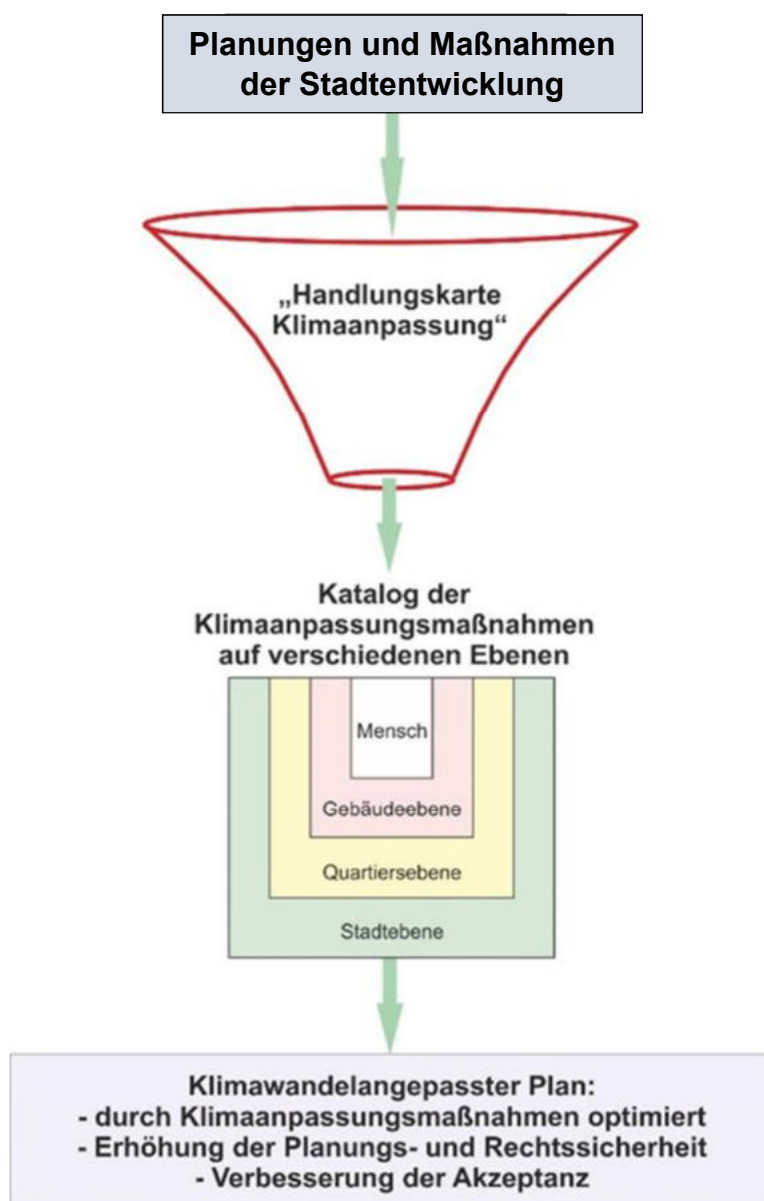 Planungen und Maßnahmen
der Stadtentwicklung
„Handlungskarte
Klimaanpassung“
Katalog der
Klimaanpassungsmaßnahmen
auf verschiedenen Ebenen
Mensch
Gebäudeebene
Quartiersebene
Stadtebene
Klimawandelangepasster Plan:
- durch Klimaanpassungsmaßnahmen optimiert
- Erhöhung der Planungs- und Rechtssicherheit
- Verbesserung der Akzeptanz